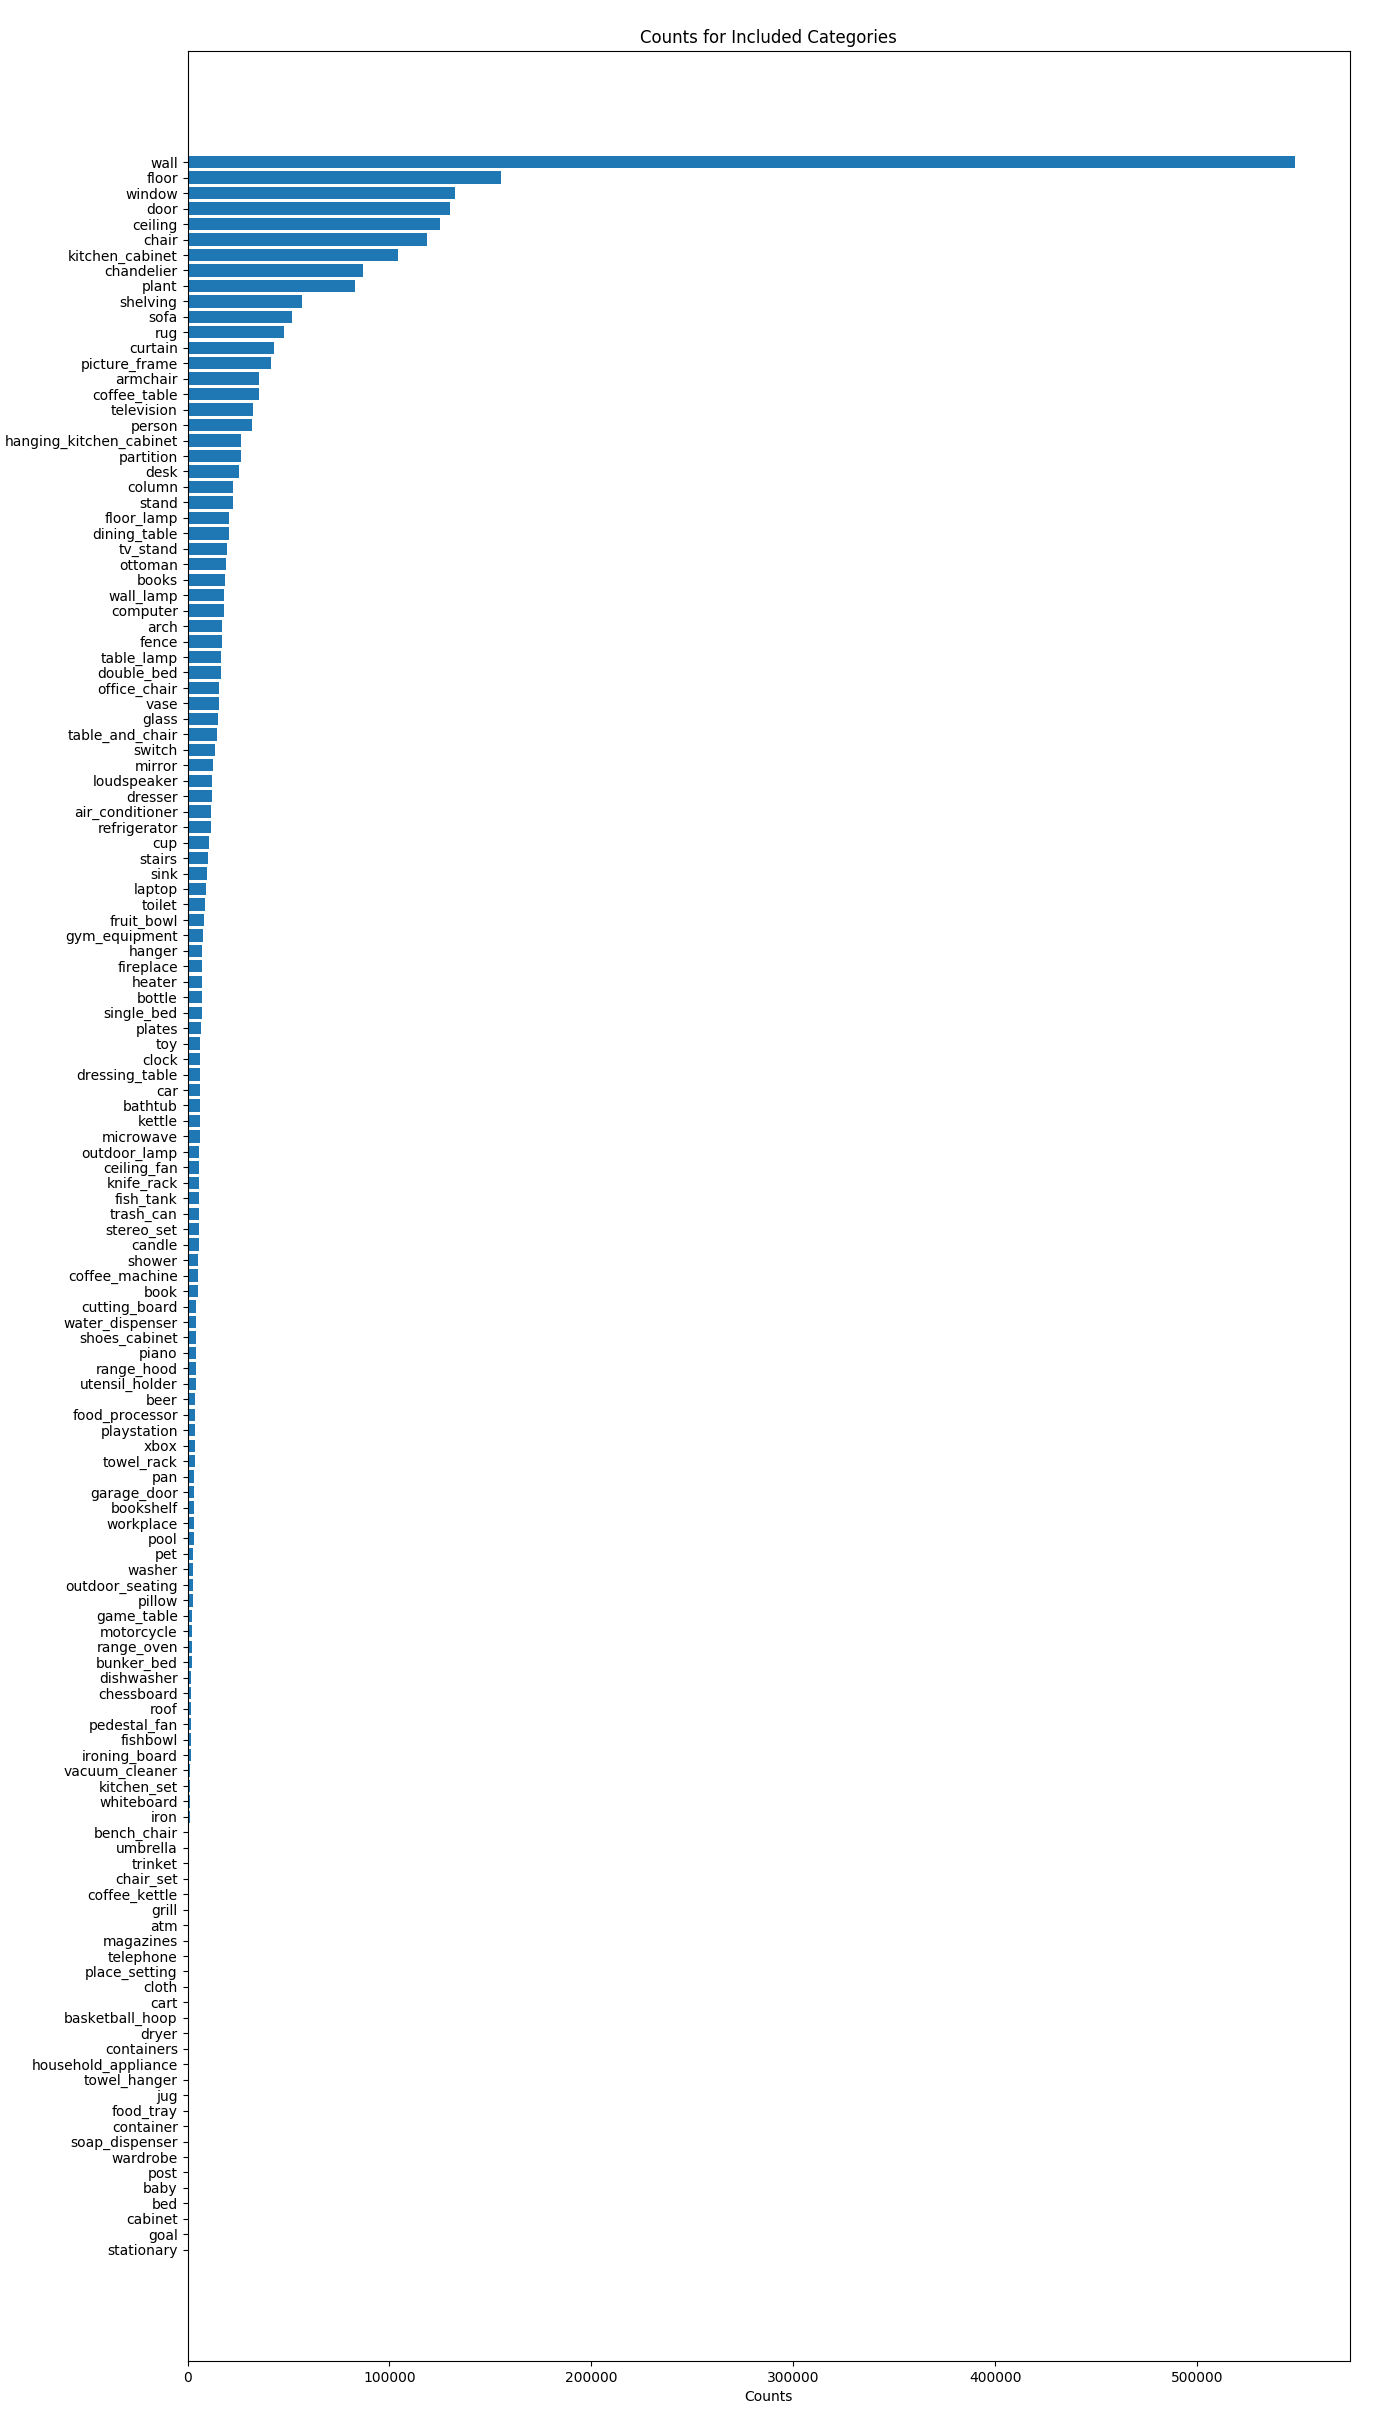 Counts for Included Categories
wall
floor
window
door
ceiling
chair
kitchen_cabinet
chandelier
plant
shelving
sofa
rug
curtain
picture_frame
armchair
coffee_table
television
person
hanging_kitchen_cabinet
partition
desk
column
stand
floor_lamp
dining_table
tv_stand
ottoman
books
wall_lamp
computer
arch
fence
table_lamp
double_bed
office_chair
vase
glass
table_and_chair
switch
mirror
loudspeaker
dresser
air_conditioner
refrigerator
cup
stairs
sink
laptop
toilet
fruit_bowl
gym_equipment
hanger
fireplace
heater
bottle
single_bed
plates
toy
clock
dressing_table
car
bathtub
kettle
microwave
outdoor_lamp
ceiling_fan
knife_rack
fish_tank
trash_can
stereo_set
candle
shower
coffee_machine
book
cutting_board
water_dispenser
shoes_cabinet
piano
range_hood
utensil_holder
beer
food_processor
playstation
xbox
towel_rack
pan
garage_door
bookshelf
workplace
pool
pet
washer
outdoor_seating
pillow
game_table
motorcycle
range_oven
bunker_bed
dishwasher
chessboard
roof
pedestal_fan
fishbowl
ironing_board
vacuum_cleaner
kitchen_set
whiteboard
iron
bench_chair
umbrella
trinket
chair_set
coffee_kettle
grill
atm
magazines
telephone
place_setting
cloth
cart
basketball_hoop
dryer
containers
household_appliance
towel_hanger
jug
food_tray
container
soap_dispenser
wardrobe
post
baby
bed
cabinet
goal
stationary
0 100000 200000 300000 400000 500000
Counts